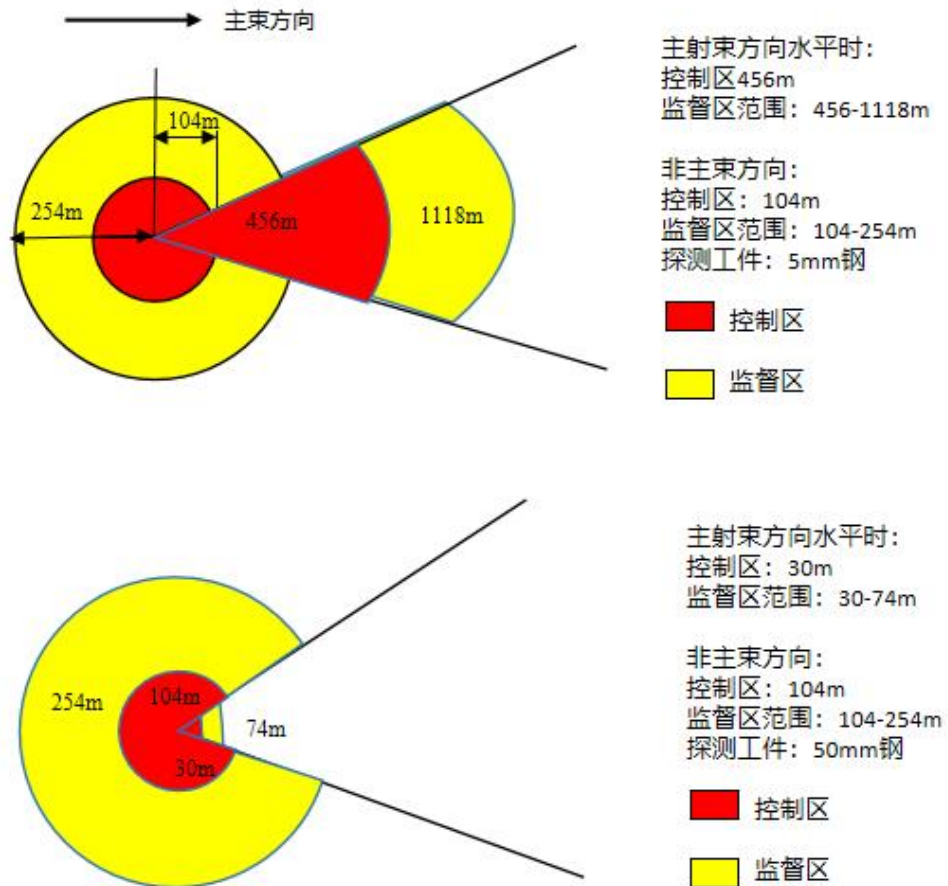 主束方向
104m
254m
456m
1118m
主射束方向水平时:
控制区456m
监督区范围: 456-1118m
非主束方向:
控制区: 104m
监督区范围: 104-254m
探测工件: 5mm钢
控制区
监督区
254m
104m
74m
30m
主射束方向水平时:
控制区: 30m
监督区范围: 30-74m
非主束方向:
控制区: 104m
监督区范围: 104-254m
探测工件: 50mm钢
控制区
监督区